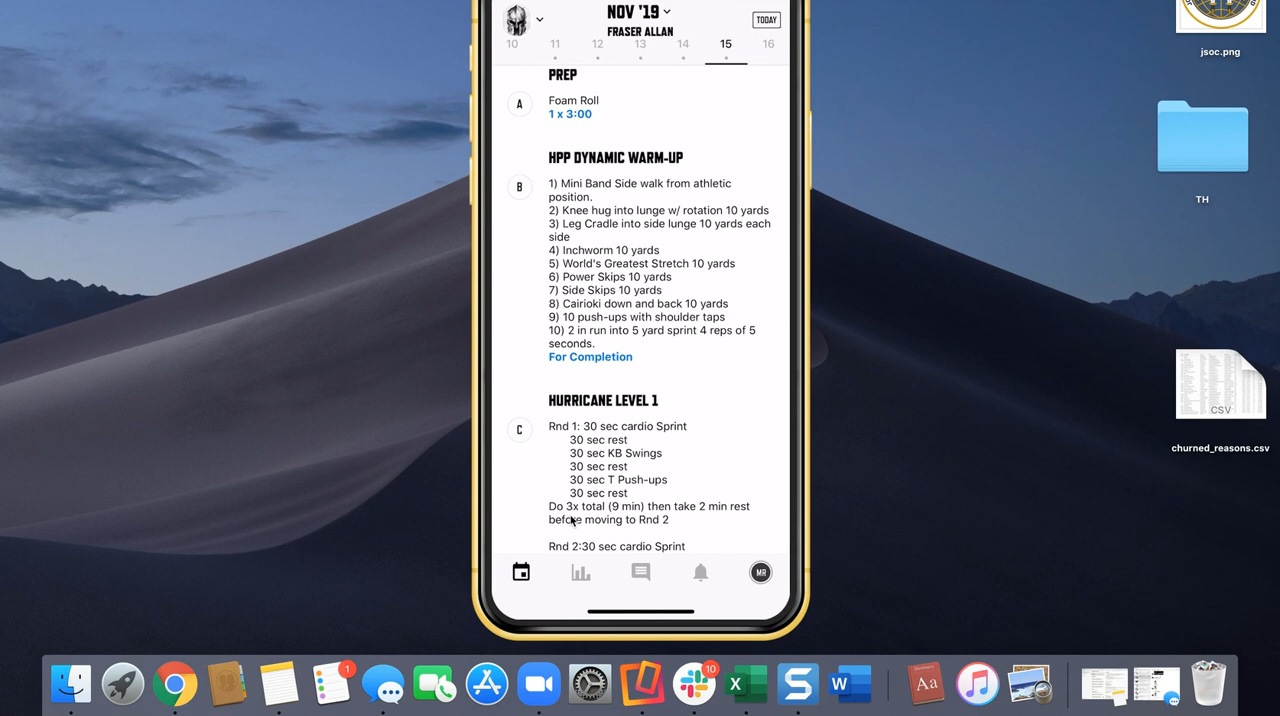 NOV '19
FRASER ALLAN
TODAY
10 11 12 13 14 15 16
PREP
A
Foam Roll
1 x 3:00
HPP DYNAMIC WARM-UP
B
1) Mini Band Side walk from athletic
position.
2) Knee hug into lunge w/ rotation 10 yards
3) Leg Cradle into side lunge 10 yards each
side
4) Inchworm 10 yards
5) World's Greatest Stretch 10 yards
6) Power Skips 10 yards
7) Side Skips 10 yards
8) Cairioki down and back 10 yards
9) 10 push-ups with shoulder taps
10) 2 in run into 5 yard sprint 4 reps of 5
seconds.
For Completion
HURRICANE LEVEL 1
C
Rnd 1: 30 sec cardio Sprint
30 sec rest
30 sec KB Swings
30 sec rest
30 sec T Push-ups
30 sec rest
Do 3x total (9 min) then take 2 min rest
before moving to Rnd 2
Rnd 2:30 sec cardio Sprint
MR
jsoc.png
TH
CSV
churned_reasons.csv
1
10
X
S
W
Aa